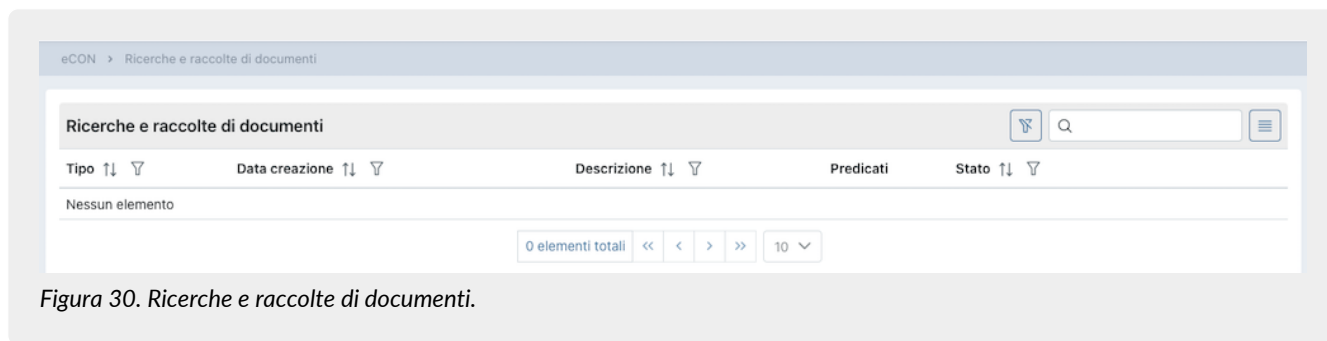 eCON > Ricerche e raccolte di documenti
Ricerche e raccolte di documenti
Tipo Data creazione Descrizione Predicati Stato
Nessun elemento
0 elementi totali << < > >> 10
Figura 30. Ricerche e raccolte di documenti.